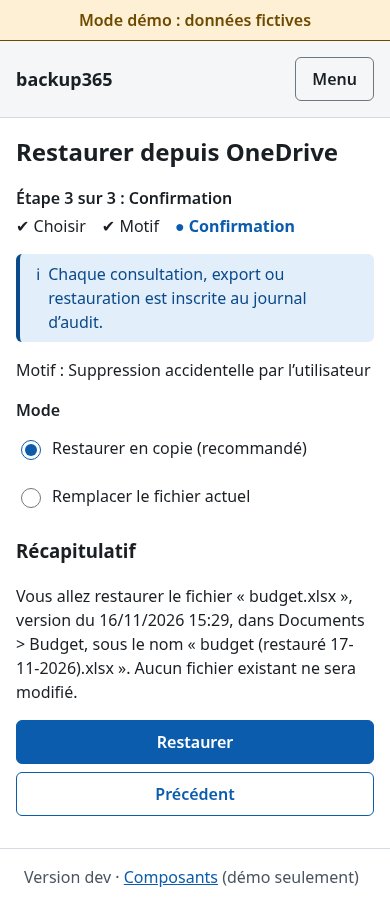 Mode démo : données fictives
backup365
Menu
Restaurer depuis OneDrive
Étape 3 sur 3 : Confirmation
✔ Choisir ✔ Motif ● Confirmation
i Chaque consultation, export ou
restauration est inscrite au journal
d’audit.
Motif : Suppression accidentelle par l’utilisateur
Mode
Restaurer en copie (recommandé)
Remplacer le fichier actuel
Récapitulatif
Vous allez restaurer le fichier « budget.xlsx »,
version du 16/11/2026 15:29, dans Documents
> Budget, sous le nom « budget (restauré 17-
11-2026).xlsx ». Aucun fichier existant ne sera
modifié.
Restaurer
Précédent
Version dev · Composants (démo seulement)